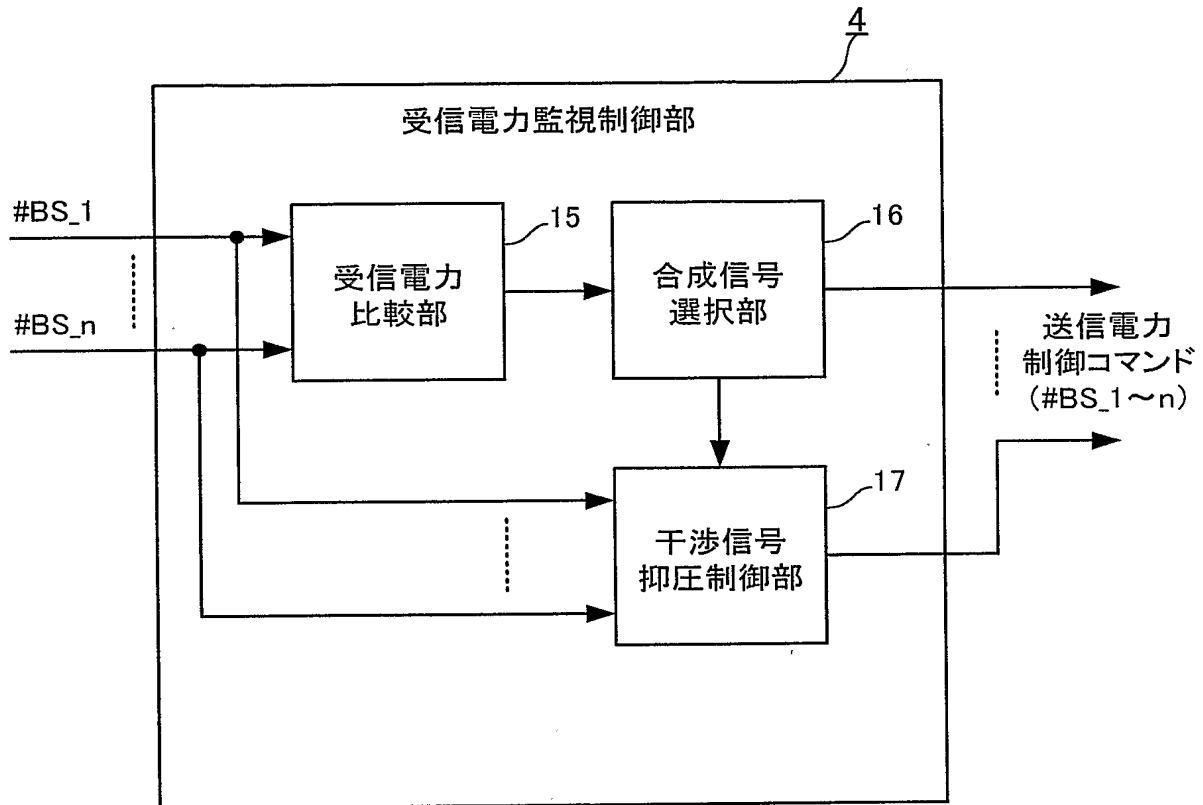 4
受信電力監視制御部
#BS_1
15
16
受信電力
比較部
合成信号
選択部
#BS_n
送信電力
制御コマンド
(#BS_1～n)
17
干渉信号
抑圧制御部